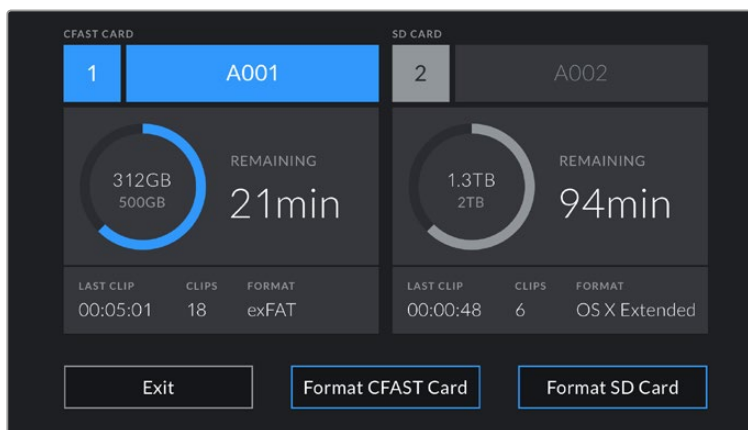 CFAST CARD
1 A001
312GB
500GB
REMAINING
21min
LAST CLIP CLIPS FORMAT
00:05:01 18 exFAT
SD CARD
2 A002
1.3TB
2TB
REMAINING
94min
LAST CLIP CLIPS FORMAT
00:00:48 6 OS X Extended
Exit Format CFAST Card Format SD Card